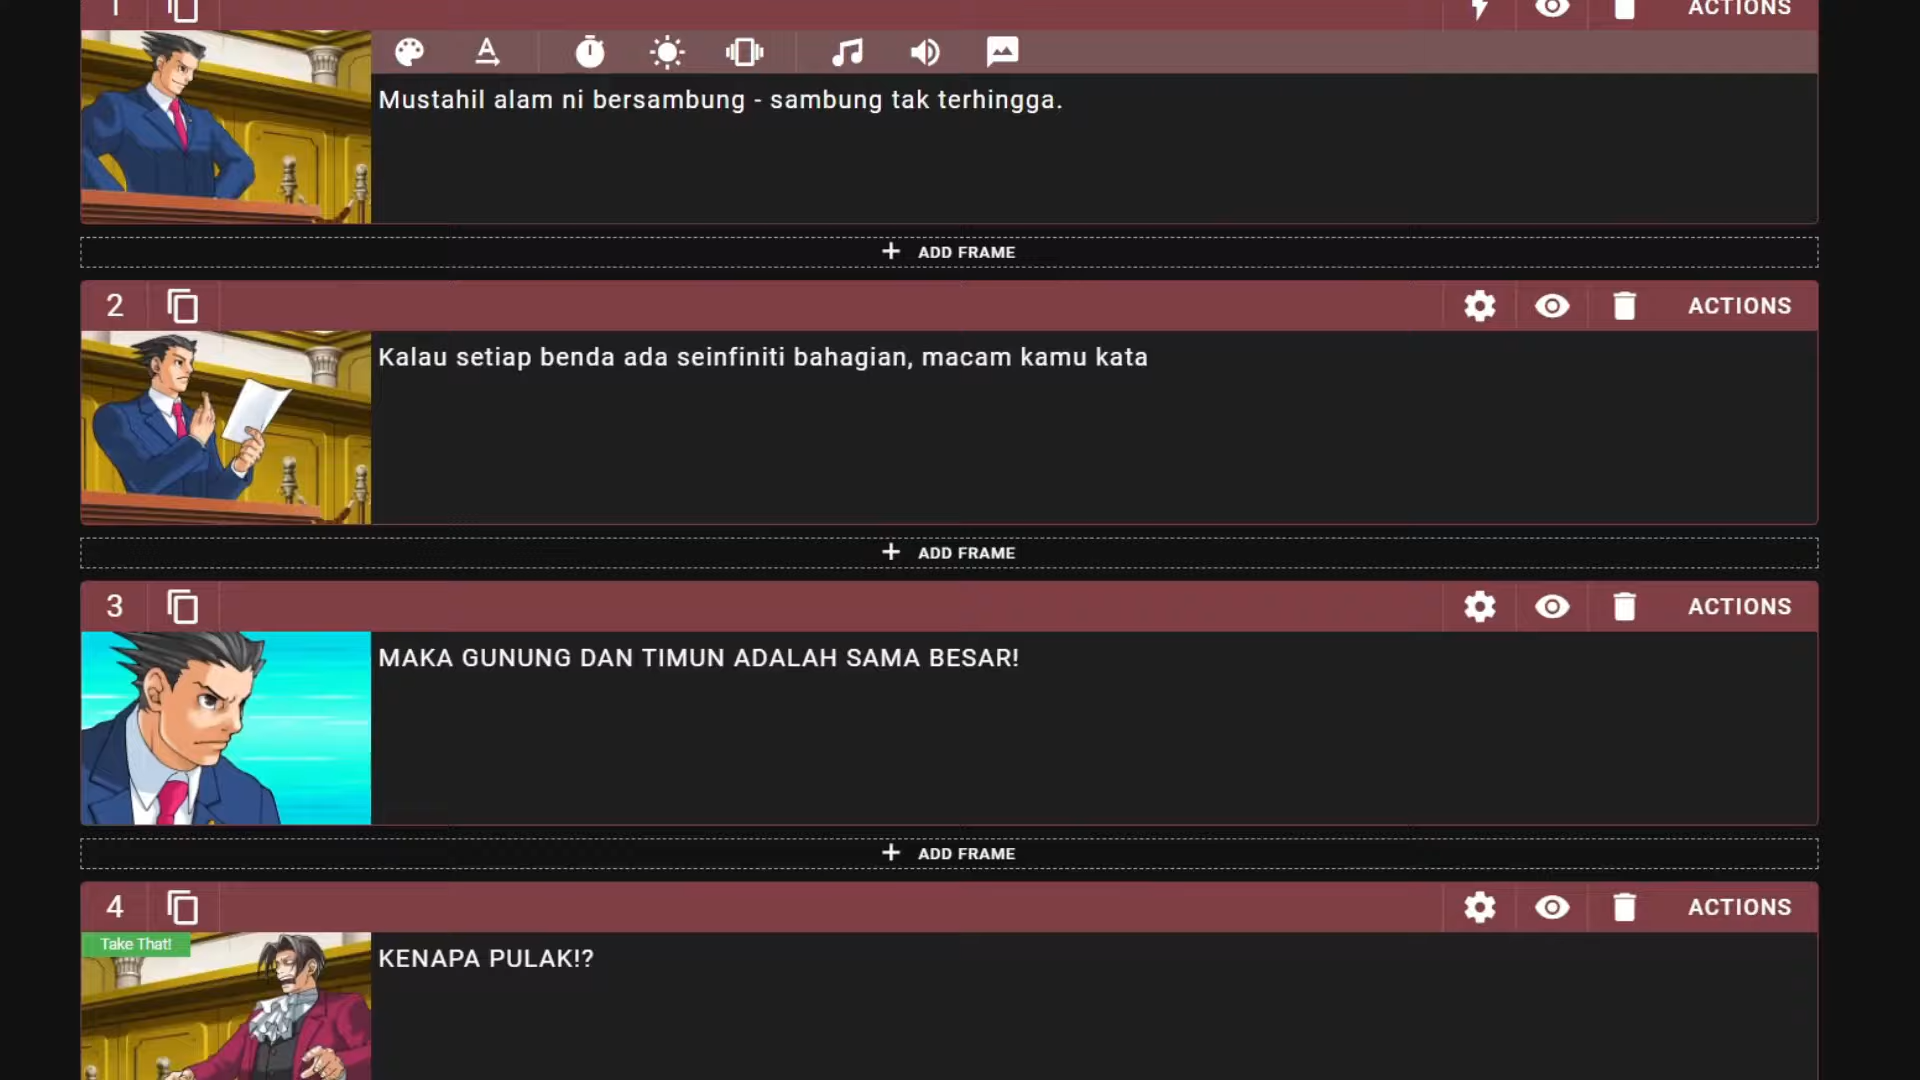 1
ACTIONS
Mustahil alam ni bersambung - sambung tak terhingga.
ADD FRAME
2
ACTIONS
Kalau setiap benda ada seinfiniti bahagian, macam kamu kata
ADD FRAME
3
ACTIONS
MAKA GUNUNG DAN TIMUN ADALAH SAMA BESAR!
ADD FRAME
4
ACTIONS
Take That!
KENAPA PULAK!?